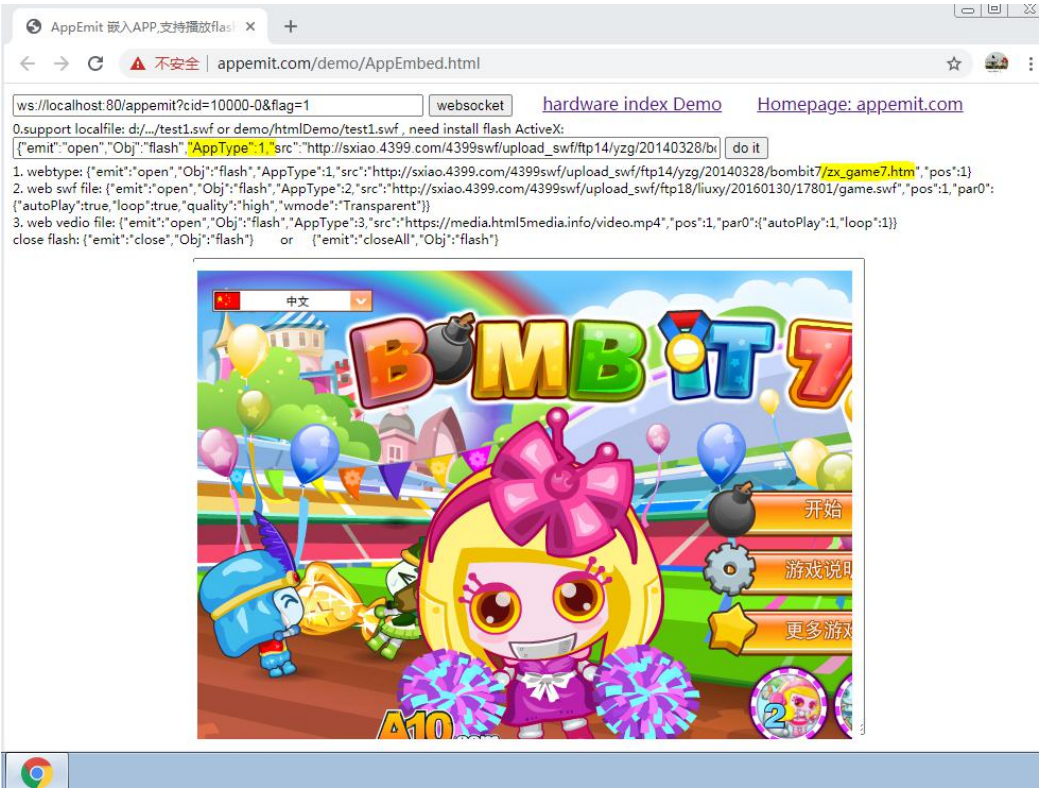 AppEmit 嵌入APP,支持播放flas
不安全 | appemit.com/demo/AppEmbed.html
ws://localhost:80/appemit?cid=10000-0&flag=1 websocket hardware index Demo Homepage: appemit.com
0.support localfile: d:/.../test1.swf or demo/htmlDemo/test1.swf , need install flash ActiveX:
{"emit":"open","Obj":"flash","AppType":1,"src":"http://sxiao.4399.com/4399swf/upload_swf/ftp14/yzg/20140328/b do it
1. webtype: {"emit":"open","Obj":"flash","AppType":1,"src":"http://sxiao.4399.com/4399swf/upload_swf/ftp14/yzg/20140328/bombit7/zx_game7.htm","pos":1}
2. web swf file: {"emit":"open","Obj":"flash","AppType":2,"src":"http://sxiao.4399.com/4399swf/upload_swf/ftp18/liuxy/20160130/17801/game.swf","pos":1,"par0":
{"autoPlay":true,"loop":true,"quality":"high","wmode":"Transparent"}}
3. web vedio file: {"emit":"open","Obj":"flash","AppType":3,"src":"https://media.html5media.info/video.mp4","pos":1,"par0":{"autoPlay":1,"loop":1}}
close flash: {"emit":"close","Obj":"flash"} or {"emit":"closeAll","Obj":"flash"}
中文
BOMB IT 7
开始
游戏说明
更多游戏
2
A10.com